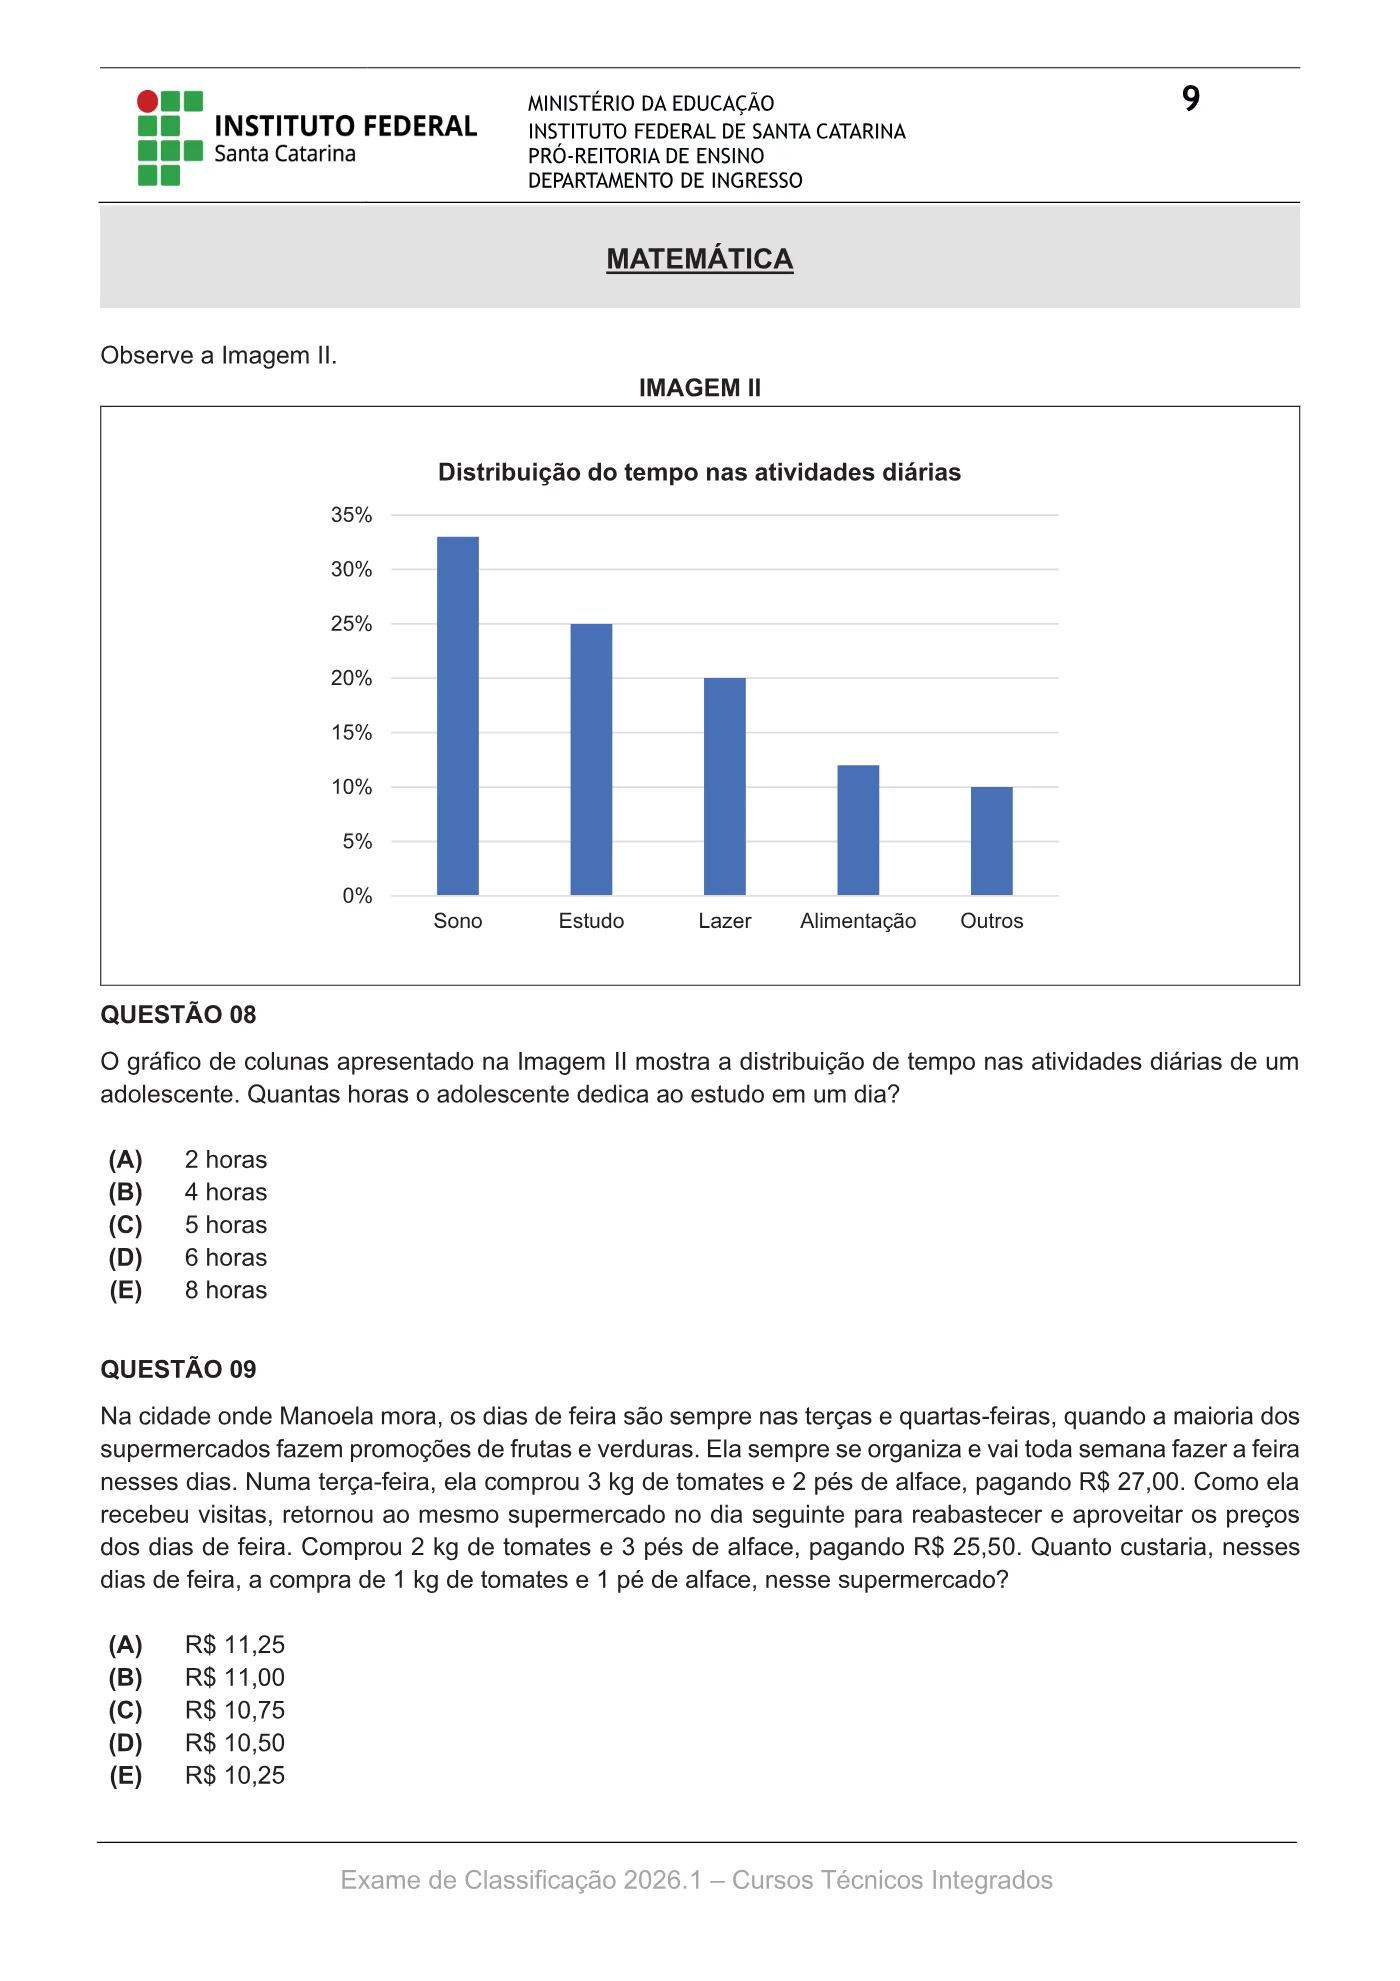 INSTITUTO FEDERAL
Santa Catarina
MINISTÉRIO DA EDUCAÇÃO
INSTITUTO FEDERAL DE SANTA CATARINA
PRÓ-REITORIA DE ENSINO
DEPARTAMENTO DE INGRESSO
9
MATEMÁTICA
Observe a Imagem II.
IMAGEM II
Distribuição do tempo nas atividades diárias
35%
30%
25%
20%
15%
10%
5%
0%
Sono Estudo Lazer Alimentação Outros
QUESTÃO 08
O gráfico de colunas apresentado na Imagem II mostra a distribuição de tempo nas atividades diárias de um
adolescente. Quantas horas o adolescente dedica ao estudo em um dia?
(A) 2 horas
(B) 4 horas
(C) 5 horas
(D) 6 horas
(E) 8 horas
QUESTÃO 09
Na cidade onde Manoela mora, os dias de feira são sempre nas terças e quartas-feiras, quando a maioria dos
supermercados fazem promoções de frutas e verduras. Ela sempre se organiza e vai toda semana fazer a feira
nesses dias. Numa terça-feira, ela comprou 3 kg de tomates e 2 pés de alface, pagando R$ 27,00. Como ela
recebeu visitas, retornou ao mesmo supermercado no dia seguinte para reabastecer e aproveitar os preços
dos dias de feira. Comprou 2 kg de tomates e 3 pés de alface, pagando R$ 25,50. Quanto custaria, nesses
dias de feira, a compra de 1 kg de tomates e 1 pé de alface, nesse supermercado?
(A) R$ 11,25
(B) R$ 11,00
(C) R$ 10,75
(D) R$ 10,50
(E) R$ 10,25
Exame de Classificação 2026.1 – Cursos Técnicos Integrados